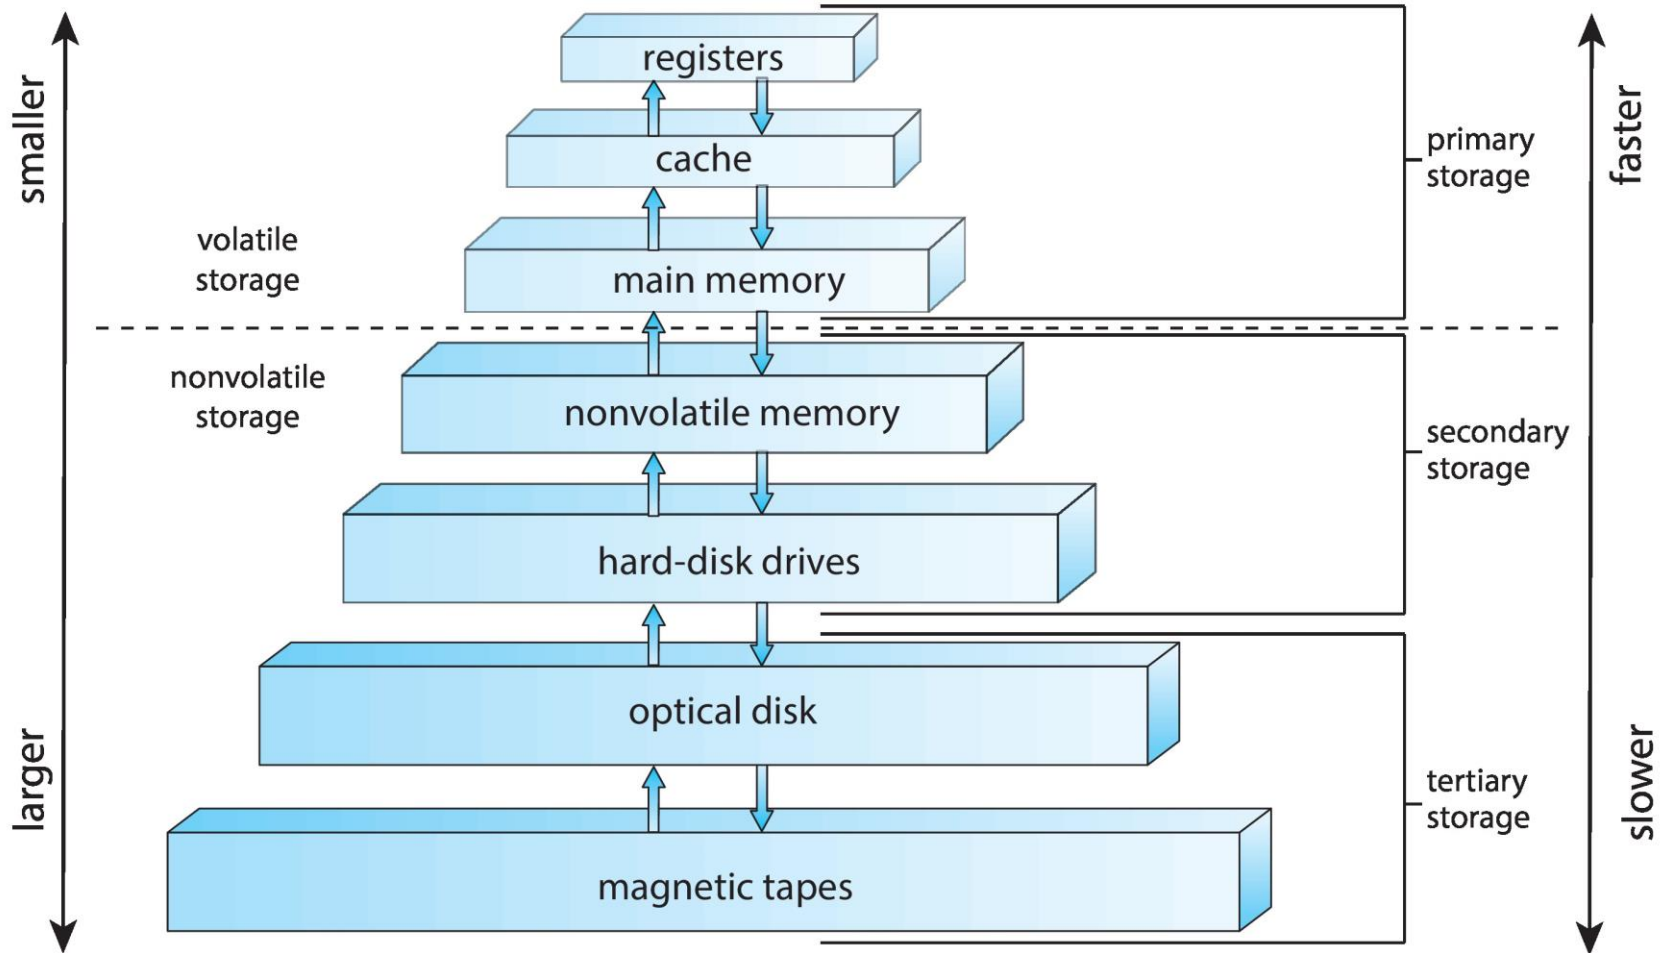 registers
cache
main memory
nonvolatile memory
hard-disk drives
optical disk
magnetic tapes
smaller
larger
volatile
storage
nonvolatile
storage
primary
storage
secondary
storage
tertiary
storage
faster
slower